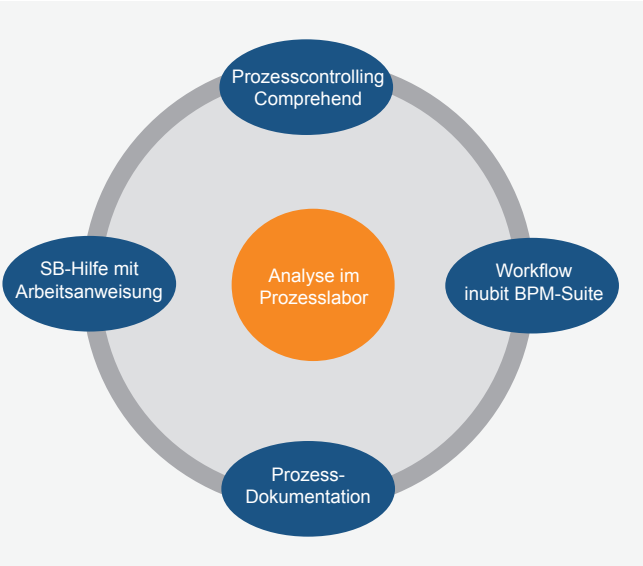 Prozesscontrolling
Comprehend
SB-Hilfe mit
Arbeitsanweisung
Analyse im
Prozesslabor
Workflow
inubit BPM-Suite
Prozess-
Dokumentation